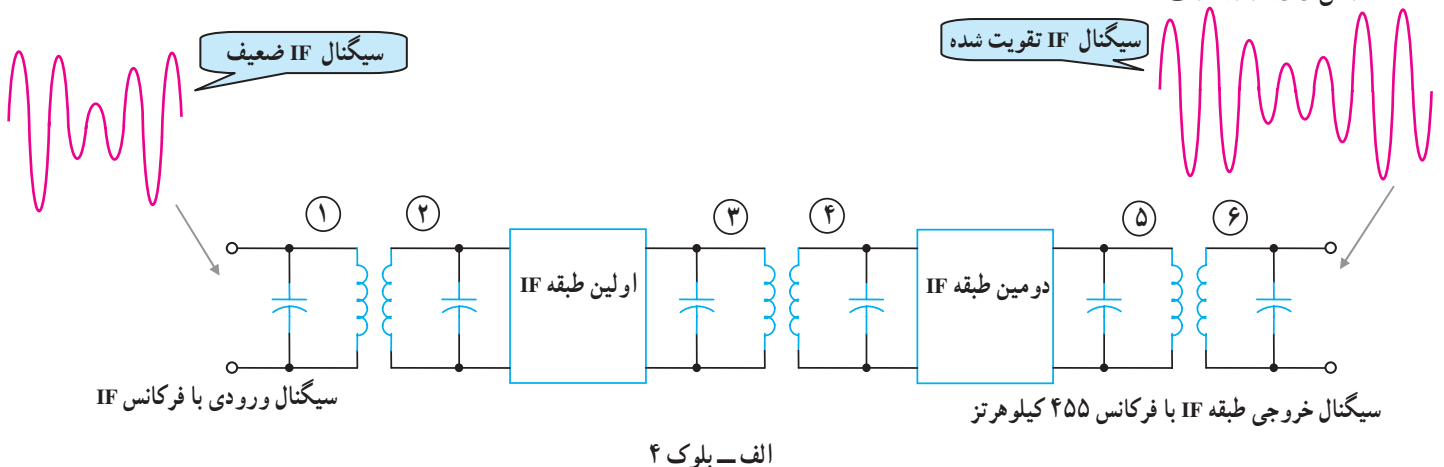 سیگنال IF تقویت شده
سیگنال IF ضعیف
۱
۲
۳
۴
۵
۶
اولین طبقه IF
دومین طبقه IF
سیگنال ورودی با فرکانس IF
سیگنال خروجی طبقه IF با فرکانس ۴۵۵ کیلوهرتز
الف ــ بلوک ۴